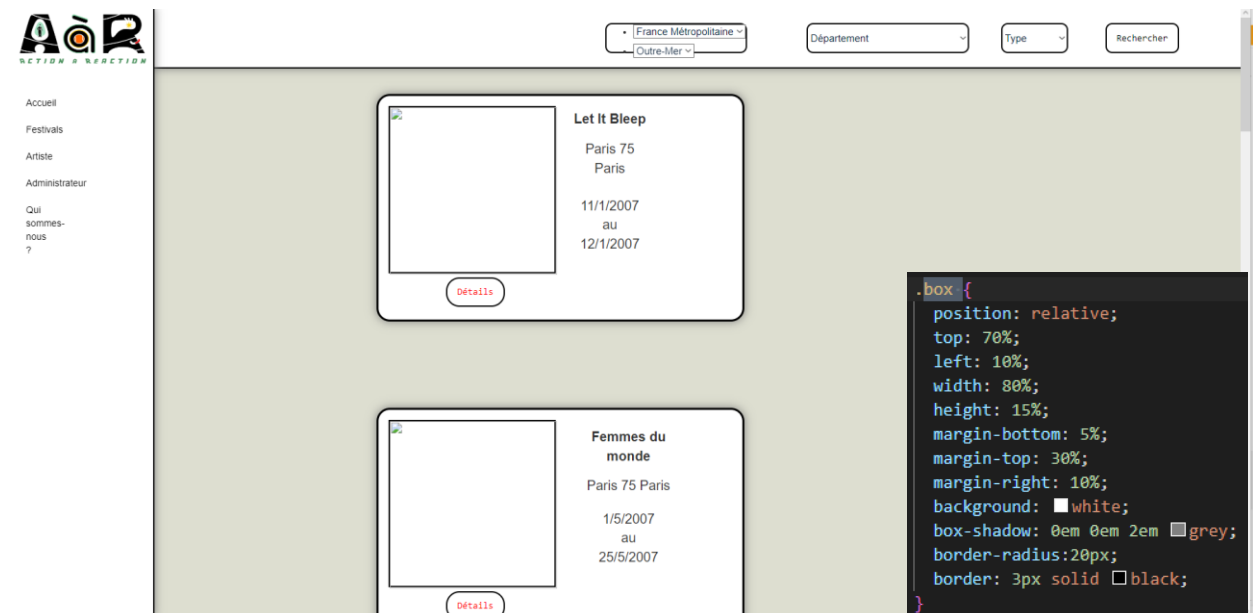 AàR
ACTION & REACTION
France Métropolitaine
Outre-Mer
Département
Type
Rechercher
Accueil
Festivals
Artiste
Administrateur
Qui
sommes-
nous
?
Let It Bleep
Paris 75
Paris
11/1/2007
au
12/1/2007
Détails
Femmes du
monde
Paris 75 Paris
1/5/2007
au
25/5/2007
Détails
.box {
position: relative;
top: 70%;
left: 10%;
width: 80%;
height: 15%;
margin-bottom: 5%;
margin-top: 30%;
margin-right: 10%;
background: white;
box-shadow: 0em 0em 2em grey;
border-radius:20px;
border: 3px solid black;
}